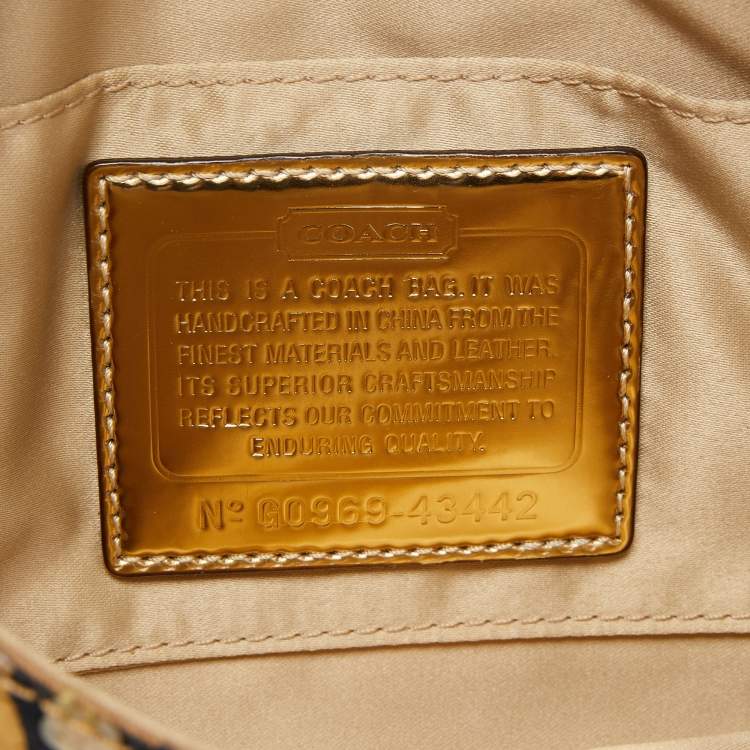 COACH
THIS IS A COACH BAG. IT WAS
HANDCRAFTED IN CHINA FROM THE
FINEST MATERIALS AND LEATHER.
ITS SUPERIOR CRAFTSMANSHIP
REFLECTS OUR COMMITMENT TO
ENDURING QUALITY.
Nº G0969-43442